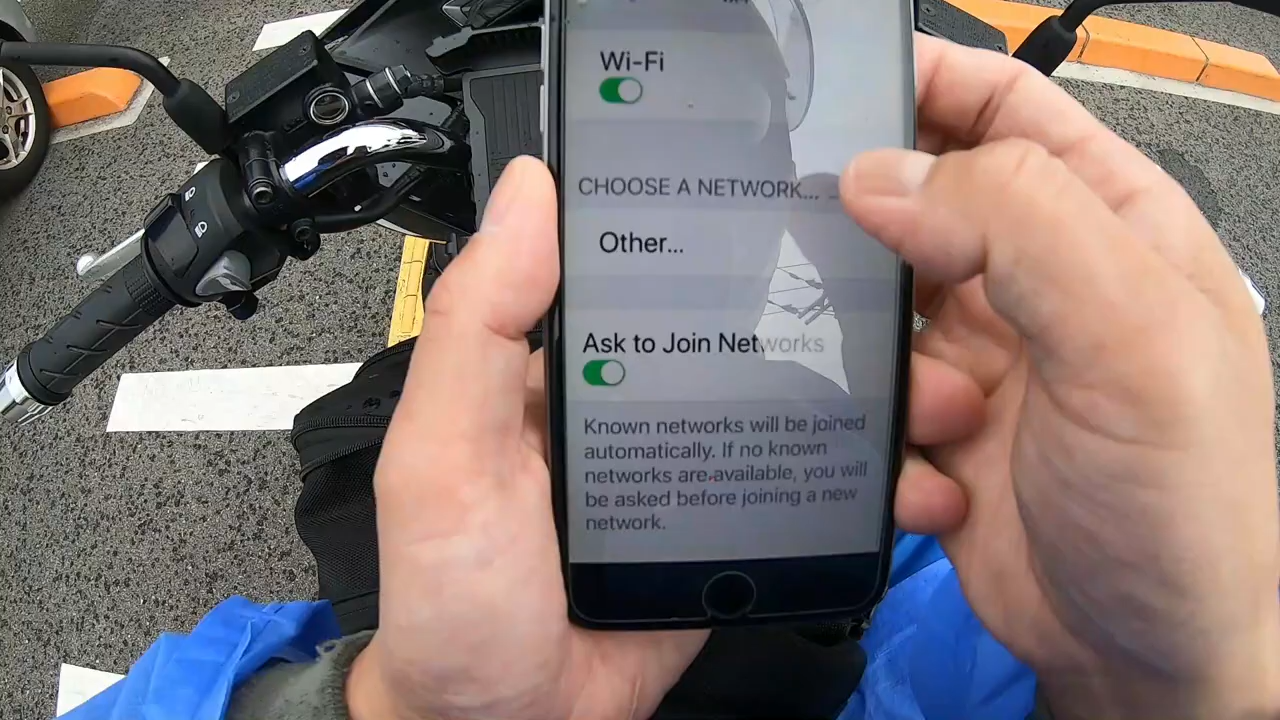 Wi-Fi
CHOOSE A NETWORK...
Other...
Ask to Join Networks
Known networks will be joined
automatically. If no known
networks are available, you will
be asked before joining a new
network.